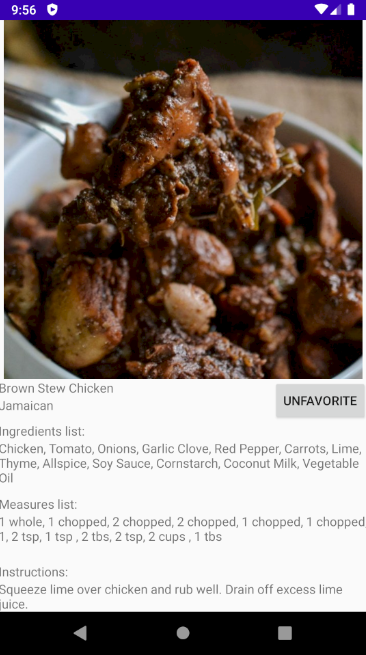 9:56
Brown Stew Chicken
UNFAVORITE
Jamaican
Ingredients list:
Chicken, Tomato, Onions, Garlic Clove, Red Pepper, Carrots, Lime,
Thyme, Allspice, Soy Sauce, Cornstarch, Coconut Milk, Vegetable
Oil
Measures list:
1 whole, 1 chopped, 2 chopped, 2 chopped, 1 chopped, 1 chopped
1, 2 tsp, 1 tsp , 2 tbs, 2 tsp, 2 cups , 1 tbs
Instructions:
Squeeze lime over chicken and rub well. Drain off excess lime
juice.